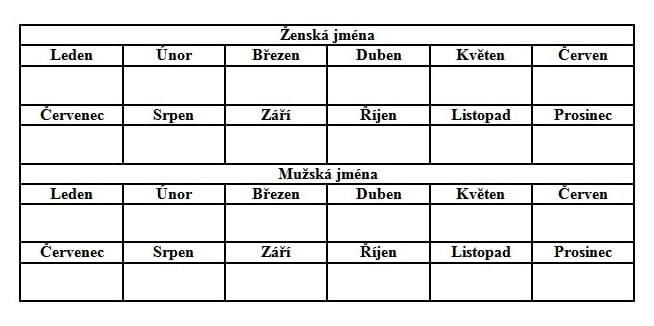 Ženská jména
Leden Únor Březen Duben Květen Červen
Červenec Srpen Září Říjen Listopad Prosinec
Mužská jména
Leden Únor Březen Duben Květen Červen
Červenec Srpen Září Říjen Listopad Prosinec